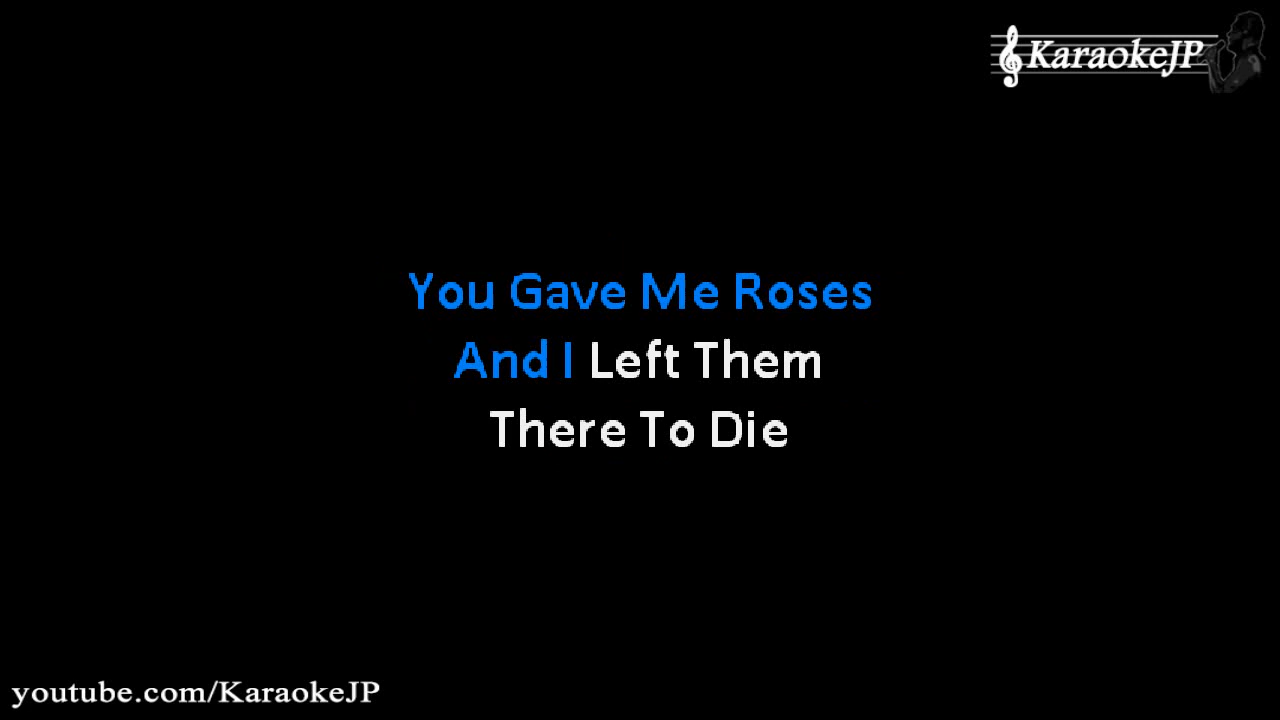 KaraokeJP
You Gave Me Roses
And I Left Them
There To Die
youtube.com/KaraokeJP